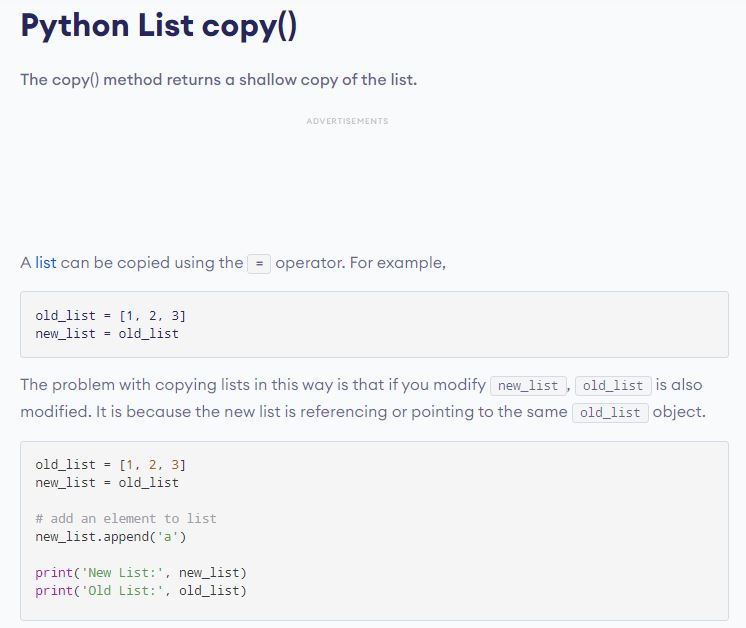 Python List copy()
The copy() method returns a shallow copy of the list.
ADVERTISEMENTS
A list can be copied using the = operator. For example,
old_list = [1, 2, 3]
new_list = old_list
The problem with copying lists in this way is that if you modify new_list, old_list is also
modified. It is because the new list is referencing or pointing to the same old_list object.
old_list = [1, 2, 3]
new_list = old_list
# add an element to list
new_list.append('a')
print('New List:', new_list)
print('Old List:', old_list)